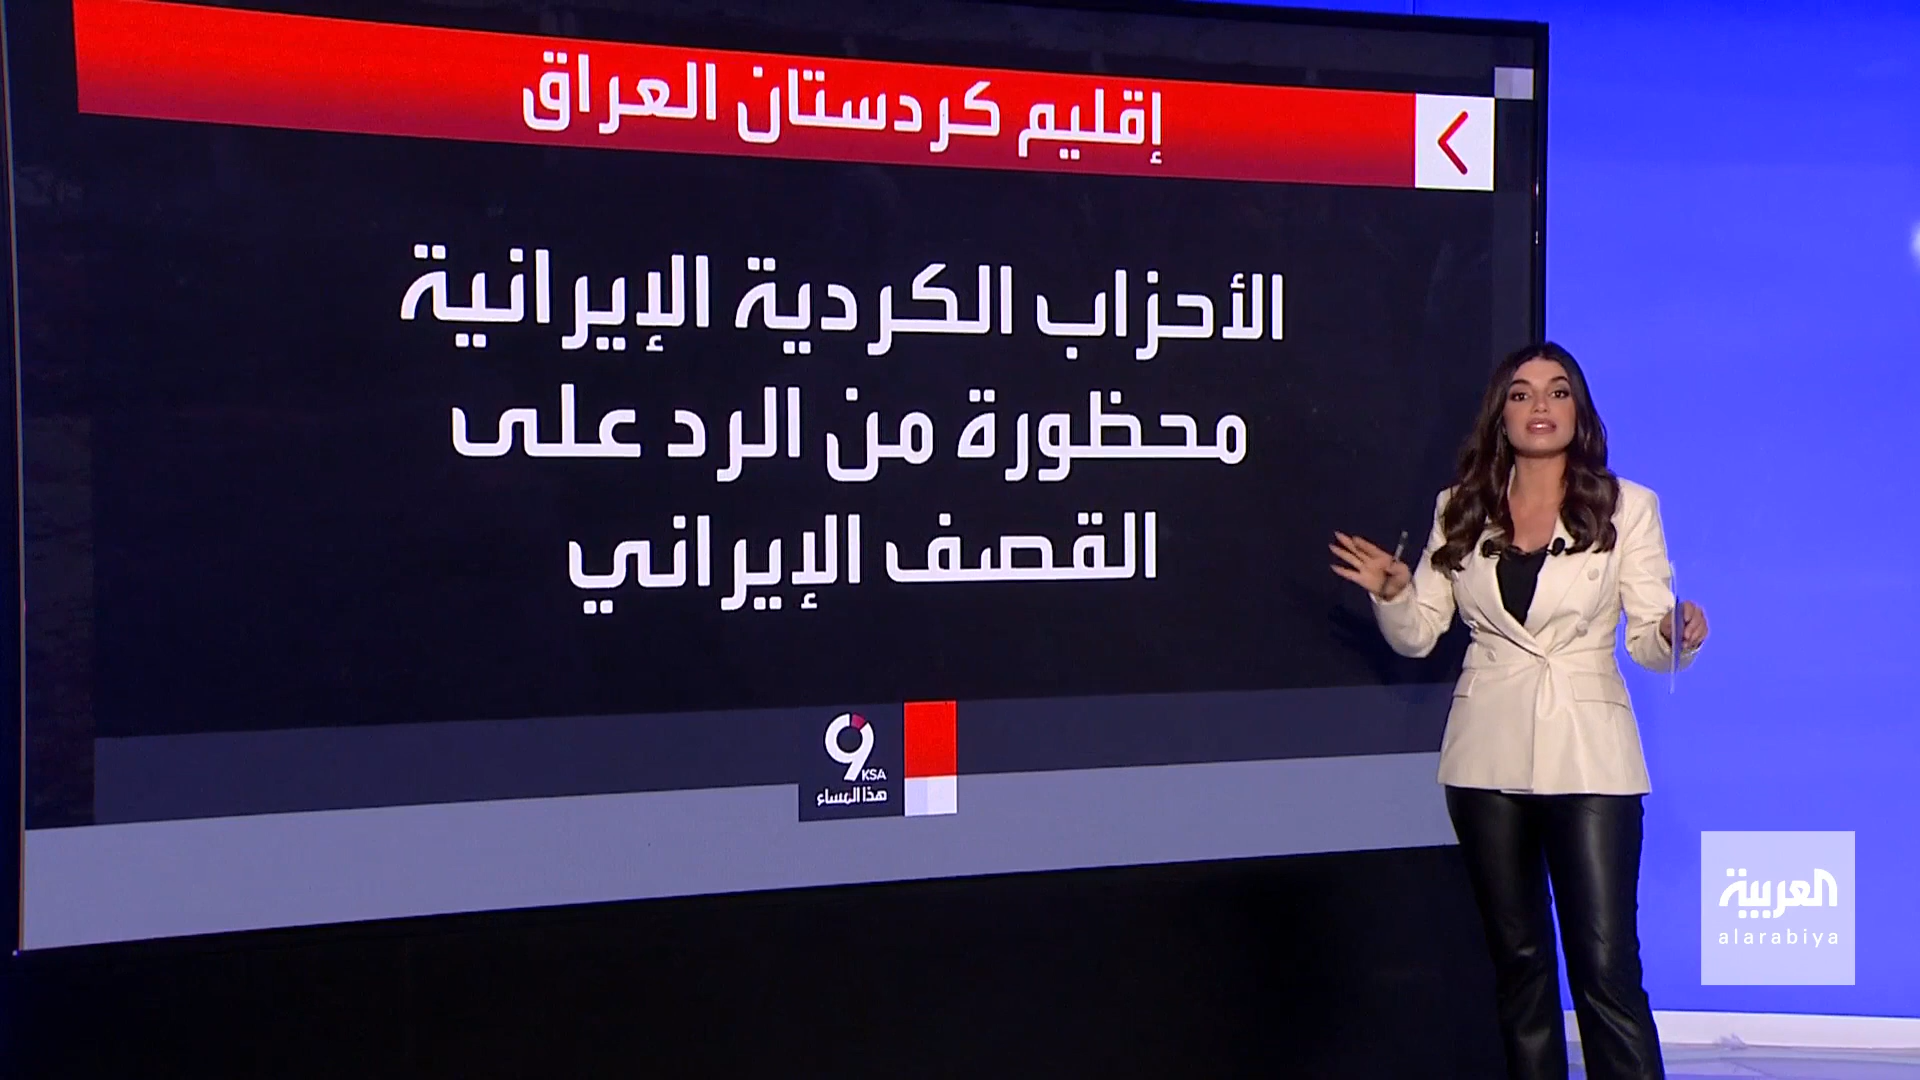 إقليم كردستان العراق
الأحزاب الكردية الإيرانية
محظورة من الرد على
القصف الإيراني
9
KSA
هذا المساء
العربية
alarabiya